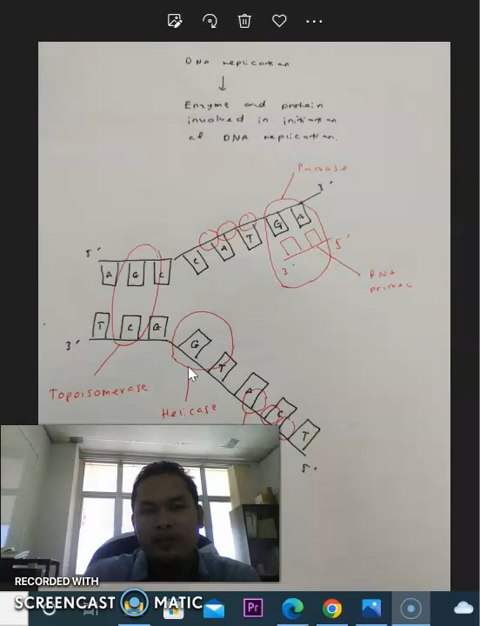 DNA replication
Enzyme and protein
involved in initiation
of DNA replication.
Primase
3'
G A
C A T
5'
5'
3'
RNA
primer
A G C
T C G
3'
G
T
A
C
T
5'
Topoisomerase
Helicase
RECORDED WITH
SCREENCAST MATIC
Pr